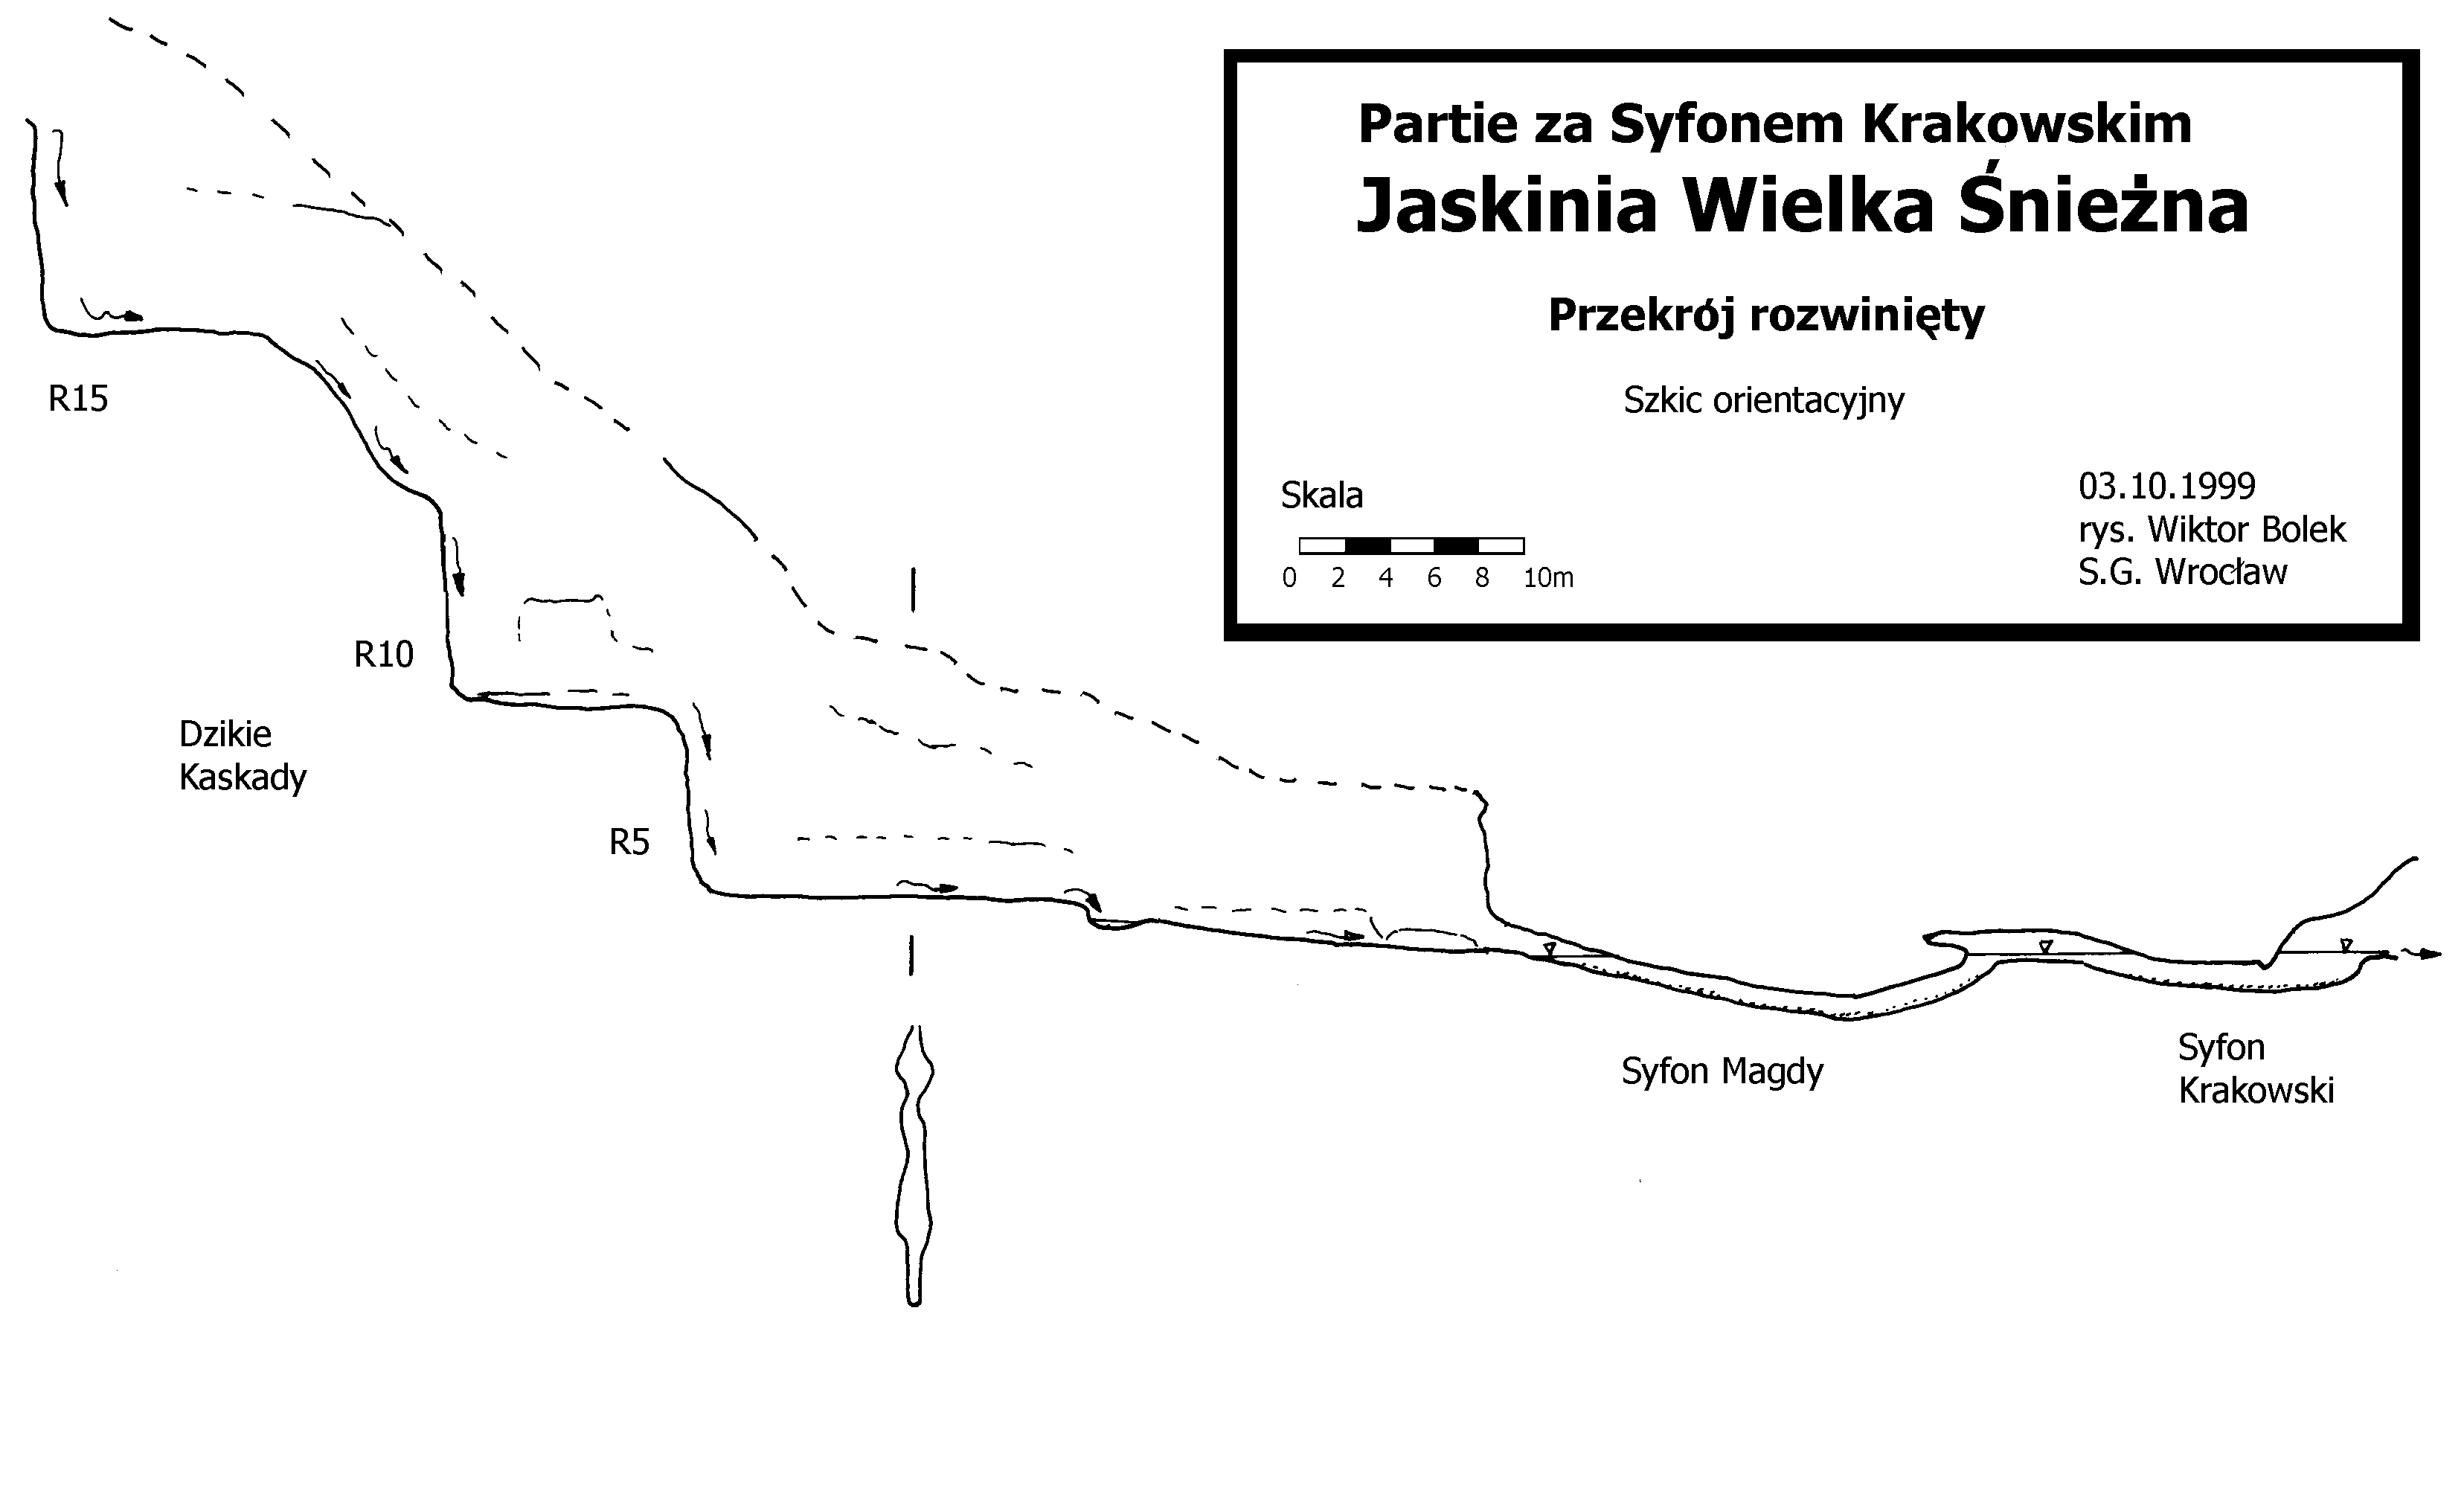 Partie za Syfonem Krakowskim
Jaskinia Wielka Śnieżna
Przekrój rozwinięty
Szkic orientacyjny
Skala
0 2 4 6 8 10m
03.10.1999
rys. Wiktor Bolek
S.G. Wrocław
R15
R10
Dzikie
Kaskady
R5
Syfon Magdy
Syfon
Krakowski